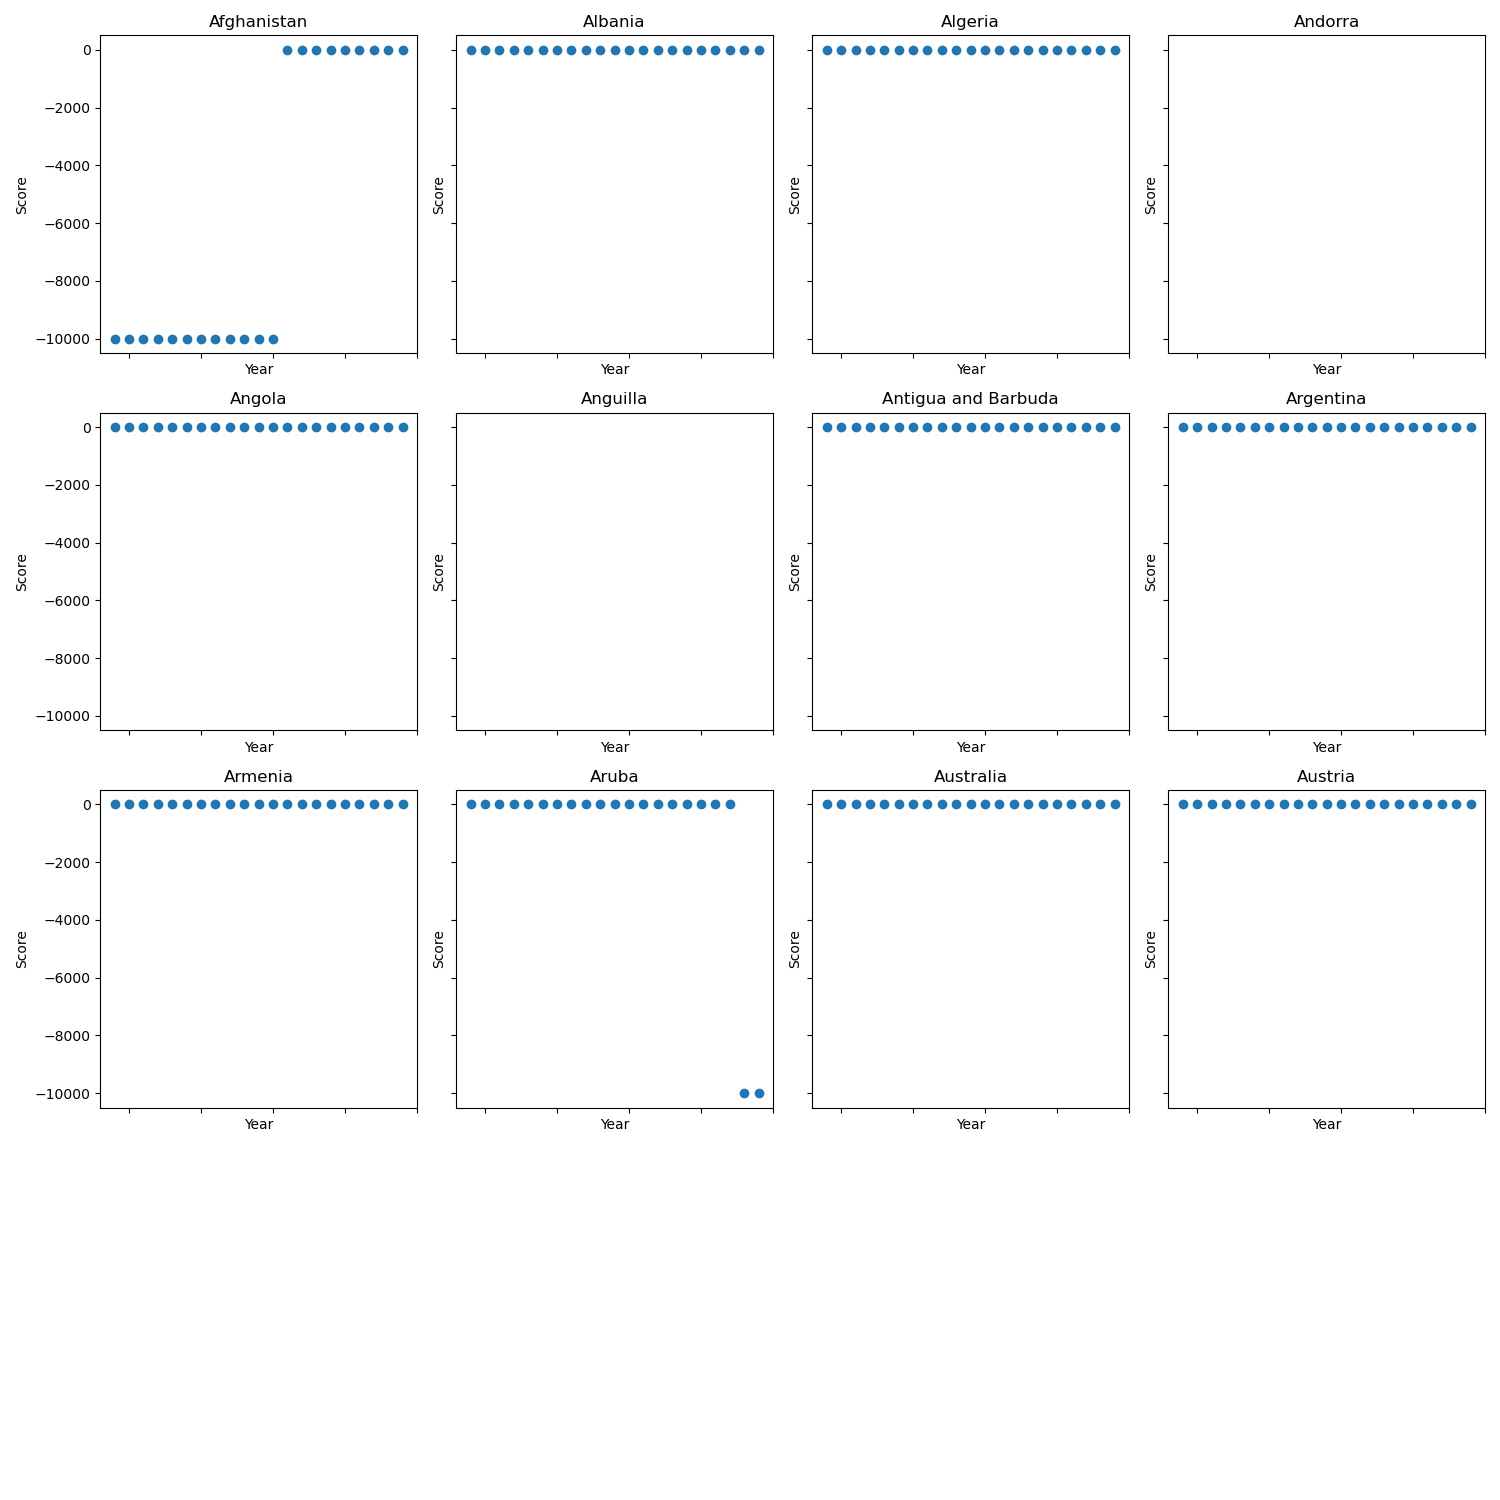 Afghanistan Albania Algeria Andorra
0
−2000
−4000
−6000
−8000
−10000
Score Score Score Score
Year Year Year Year
Angola Anguilla Antigua and Barbuda Argentina
0
−2000
−4000
−6000
−8000
−10000
Score Score Score Score
Year Year Year Year
Armenia Aruba Australia Austria
0
−2000
−4000
−6000
−8000
−10000
Score Score Score Score
Year Year Year Year